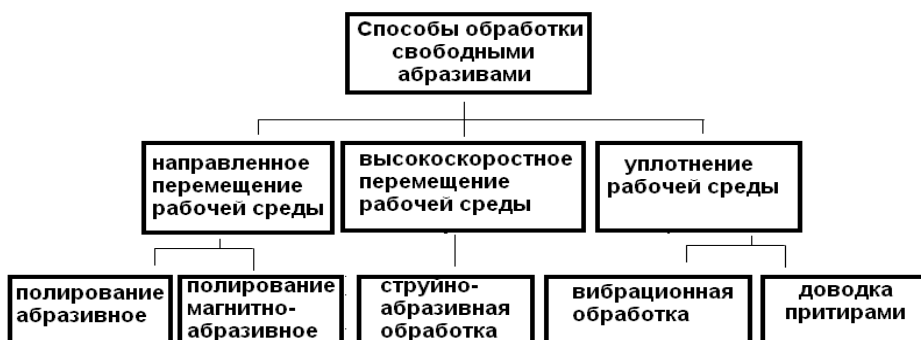 Способы обработки
свободными
абразивами
направленное
перемещение
рабочей среды
высокоскоростное
перемещение
рабочей среды
уплотнение
рабочей среды
полирование
абразивное
полирование
магнитно-
абразивное
струйно-
абразивная
обработка
вибрационная
обработка
доводка
притирами